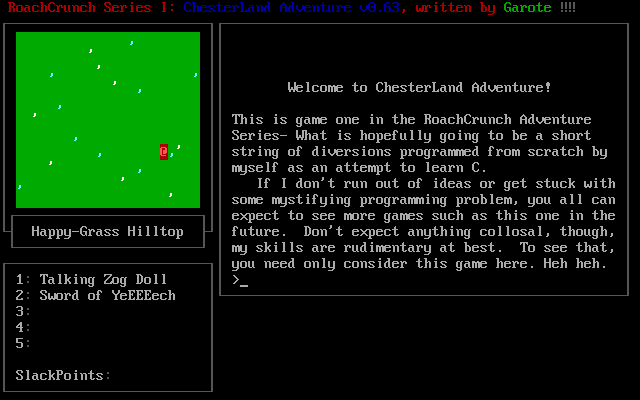 RoachCrunch Series 1: ChesterLand Adventure v0.63, written by Garote !!!!
Welcome to ChesterLand Adventure!
This is game one in the RoachCrunch Adventure
Series- What is hopefully going to be a short
string of diversions programmed from scratch by
myself as an attempt to learn C.
If I don't run out of ideas or get stuck with
some mystifying programming problem, you all can
expect to see more games such as this one in the
future.  Don't expect anything collosal, though,
my skills are rudimentary at best.  To see that,
you need only consider this game here. Heh heh.
>_
@
Happy-Grass Hilltop
1: Talking Zog Doll
2: Sword of YeEEEech
3:
4:
5:
SlackPoints: